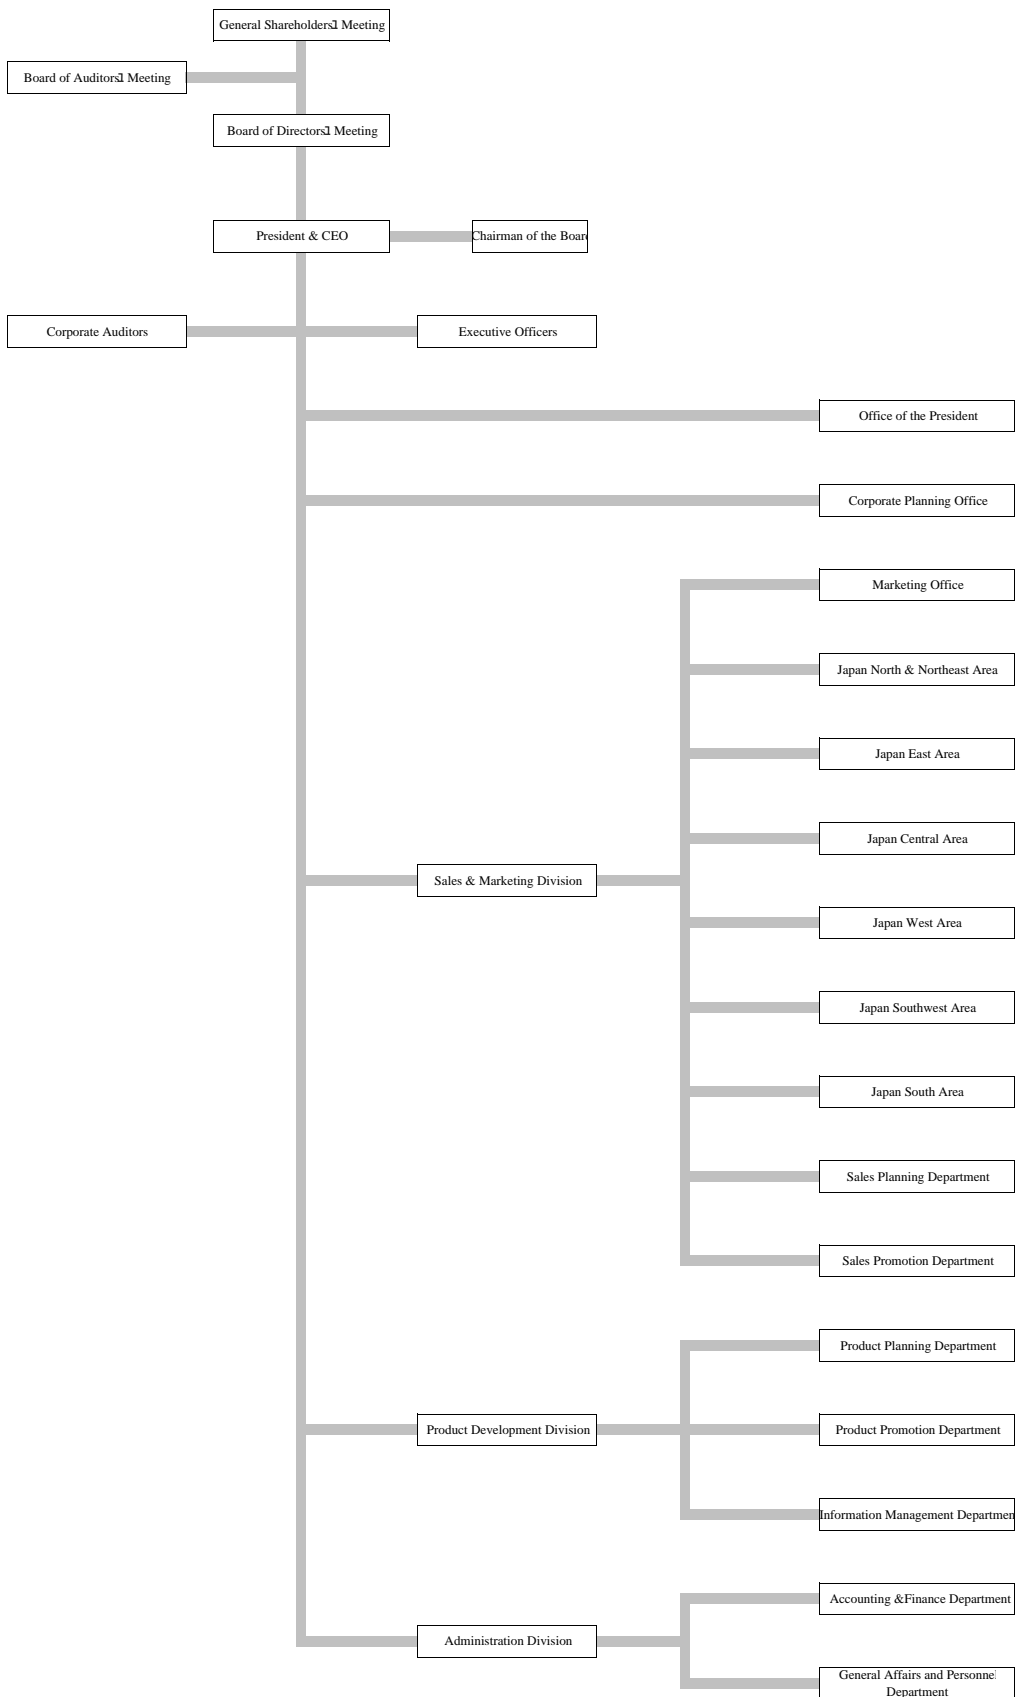 General Shareholders1 Meeting
Board of Auditors1 Meeting
Board of Directors1 Meeting
President & CEO
Chairman of the Board
Corporate Auditors
Executive Officers
Office of the President
Corporate Planning Office
Marketing Office
Japan North & Northeast Area
Japan East Area
Japan Central Area
Sales & Marketing Division
Japan West Area
Japan Southwest Area
Japan South Area
Sales Planning Department
Sales Promotion Department
Product Planning Department
Product Development Division
Product Promotion Department
Information Management Departmen
Accounting &Finance Department
Administration Division
General Affairs and Personnel
Department